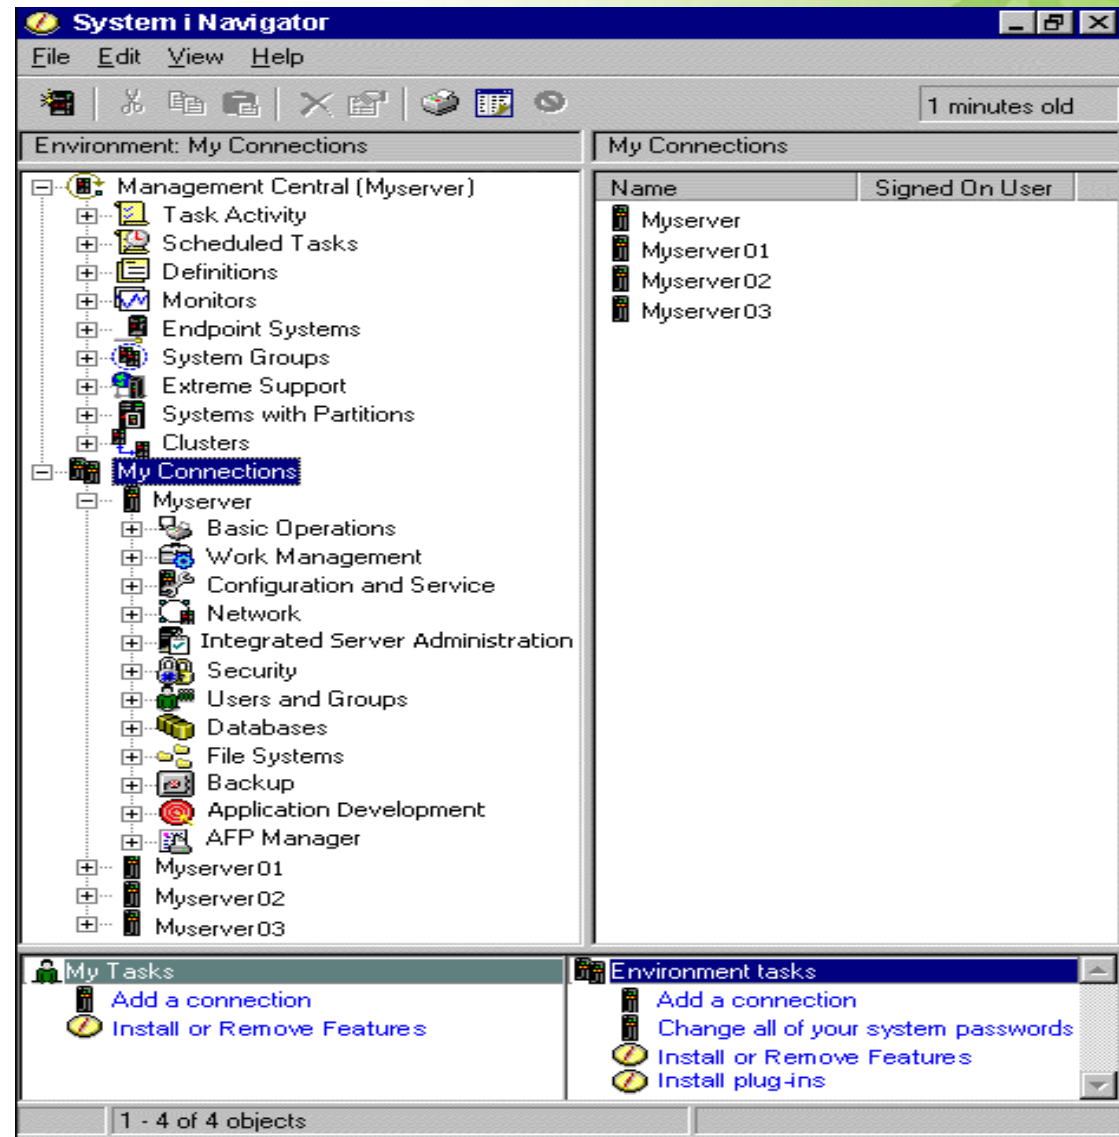 System i Navigator
File Edit View Help
1 minutes old
Environment: My Connections
My Connections
Management Central (Myserver)
Task Activity
Scheduled Tasks
Definitions
Monitors
Endpoint Systems
System Groups
Extreme Support
Systems with Partitions
Clusters
My Connections
Myserver
Basic Operations
Work Management
Configuration and Service
Network
Integrated Server Administration
Security
Users and Groups
Databases
File Systems
Backup
Application Development
AFP Manager
Myserver01
Myserver02
Myserver03
Name Signed On User
Myserver
Myserver01
Myserver02
Myserver03
My Tasks
Add a connection
Install or Remove Features
Environment tasks
Add a connection
Change all of your system passwords
Install or Remove Features
Install plug-ins
1 - 4 of 4 objects